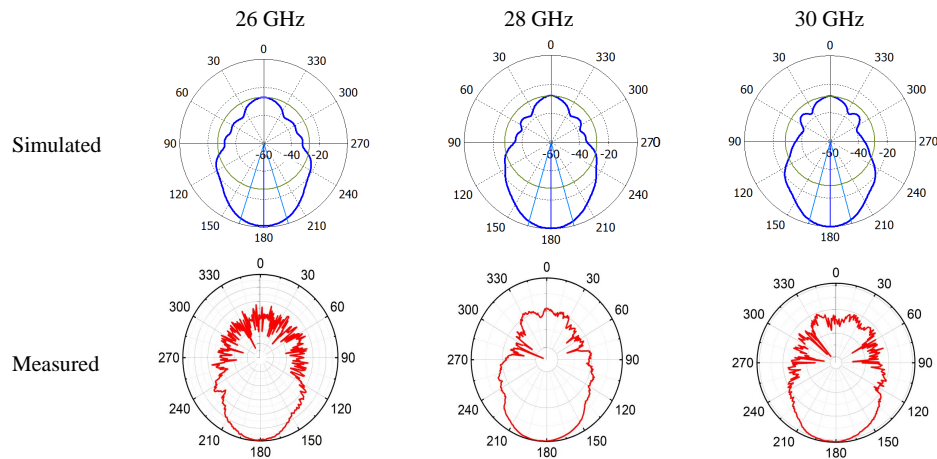 26 GHz 28 GHz 30 GHz
0 0 0
30 330 30 330 30 330
60 300 60 300 60 300
Simulated 90 270 90 270 90 270
-60 -40 -20 -60 -40 -20 -60 -40 -20
120 240 120 240 120 240
150 210 150 210 150 210
180 180 180
0 0 0
330 30 330 30 330 30
300 60 300 60 300 60
Measured 270 90 270 90 270 90
240 120 240 120 240 120
210 150 210 150 210 150
180 180 180